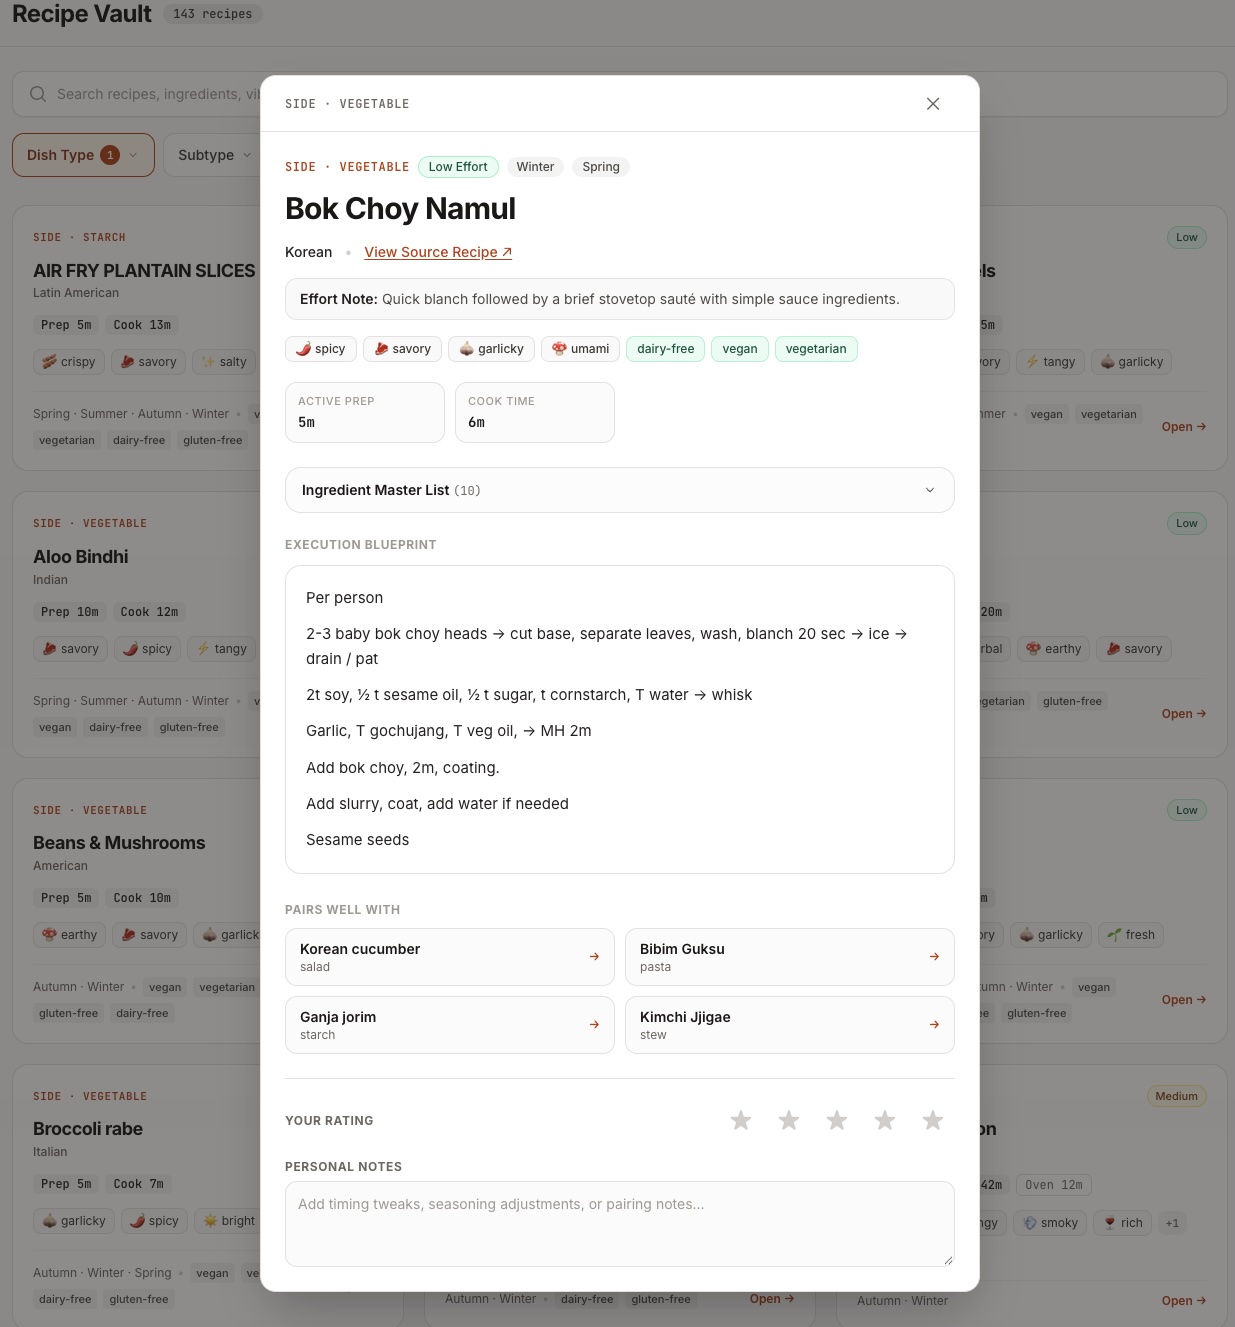 Recipe Vault 143 recipes
Search recipes, ingredients, vi
Dish Type 1
Subtype
SIDE · STARCH
AIR FRY PLANTAIN SLICES
Latin American
Prep 5m Cook 13m
crispy savory salty
Spring · Summer · Autumn · Winter
vegetarian dairy-free gluten-free
SIDE · VEGETABLE
Aloo Bindhi
Indian
Prep 10m Cook 12m
savory spicy tangy
Spring · Summer · Autumn · Winter
vegan dairy-free gluten-free
SIDE · VEGETABLE
Beans & Mushrooms
American
Prep 5m Cook 10m
earthy savory garlick
Autumn · Winter • vegan vegetarian
gluten-free dairy-free
SIDE · VEGETABLE
Broccoli rabe
Italian
Prep 5m Cook 7m
garlicky spicy bright
Autumn · Winter · Spring • vegan ve
dairy-free gluten-free
SIDE · VEGETABLE
SIDE · VEGETABLE Low Effort Winter Spring
Bok Choy Namul
Korean • View Source Recipe ↗
Effort Note: Quick blanch followed by a brief stovetop sauté with simple sauce ingredients.
🌶️ spicy 🥩 savory 🧄 garlicky 🍄 umami dairy-free vegan vegetarian
ACTIVE PREP
5m
COOK TIME
6m
Ingredient Master List (10)
EXECUTION BLUEPRINT
Per person
2-3 baby bok choy heads → cut base, separate leaves, wash, blanch 20 sec → ice →
drain / pat
2t soy, ½ t sesame oil, ½ t sugar, t cornstarch, T water → whisk
Garlic, T gochujang, T veg oil, → MH 2m
Add bok choy, 2m, coating.
Add slurry, coat, add water if needed
Sesame seeds
PAIRS WELL WITH
Korean cucumber
salad
→
Bibim Guksu
pasta
→
Ganja jorim
starch
→
Kimchi Jjigae
stew
→
YOUR RATING
PERSONAL NOTES
Add timing tweaks, seasoning adjustments, or pairing notes...
Low
els
5m
ory tangy garlicky
mmer • vegan vegetarian
Open →
Low
20m
rbal earthy savory
egetarian gluten-free
Open →
Low
m
ory garlicky fresh
umn · Winter • vegan
ee gluten-free
Open →
Medium
on
42m Oven 12m
ngy smoky rich +1
Autumn · Winter • dairy-free gluten-free
Open →
Autumn · Winter
Open →